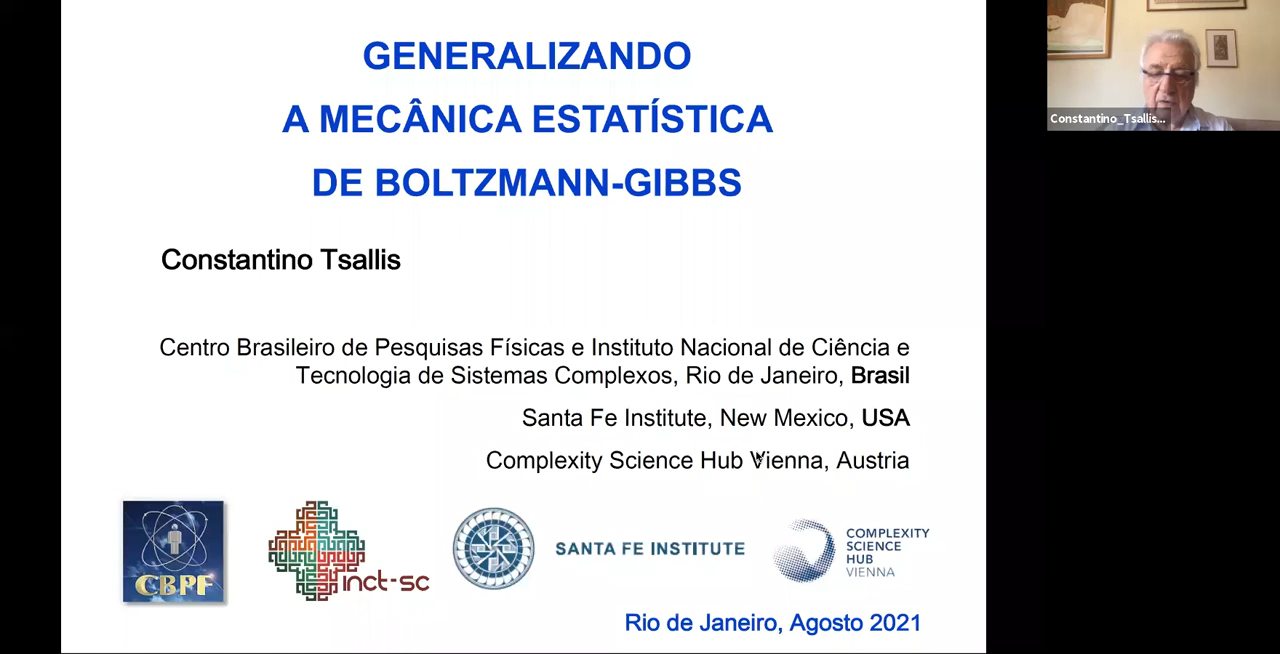 GENERALIZANDO
A MECÂNICA ESTATÍSTICA
DE BOLTZMANN-GIBBS
Constantino_Tsallis...
Constantino Tsallis
Centro Brasileiro de Pesquisas Físicas e Instituto Nacional de Ciência e
Tecnologia de Sistemas Complexos, Rio de Janeiro, Brasil
Santa Fe Institute, New Mexico, USA
Complexity Science Hub Vienna, Austria
CBPF
inct-sc
SANTA FE INSTITUTE
COMPLEXITY
SCIENCE
HUB
VIENNA
Rio de Janeiro, Agosto 2021